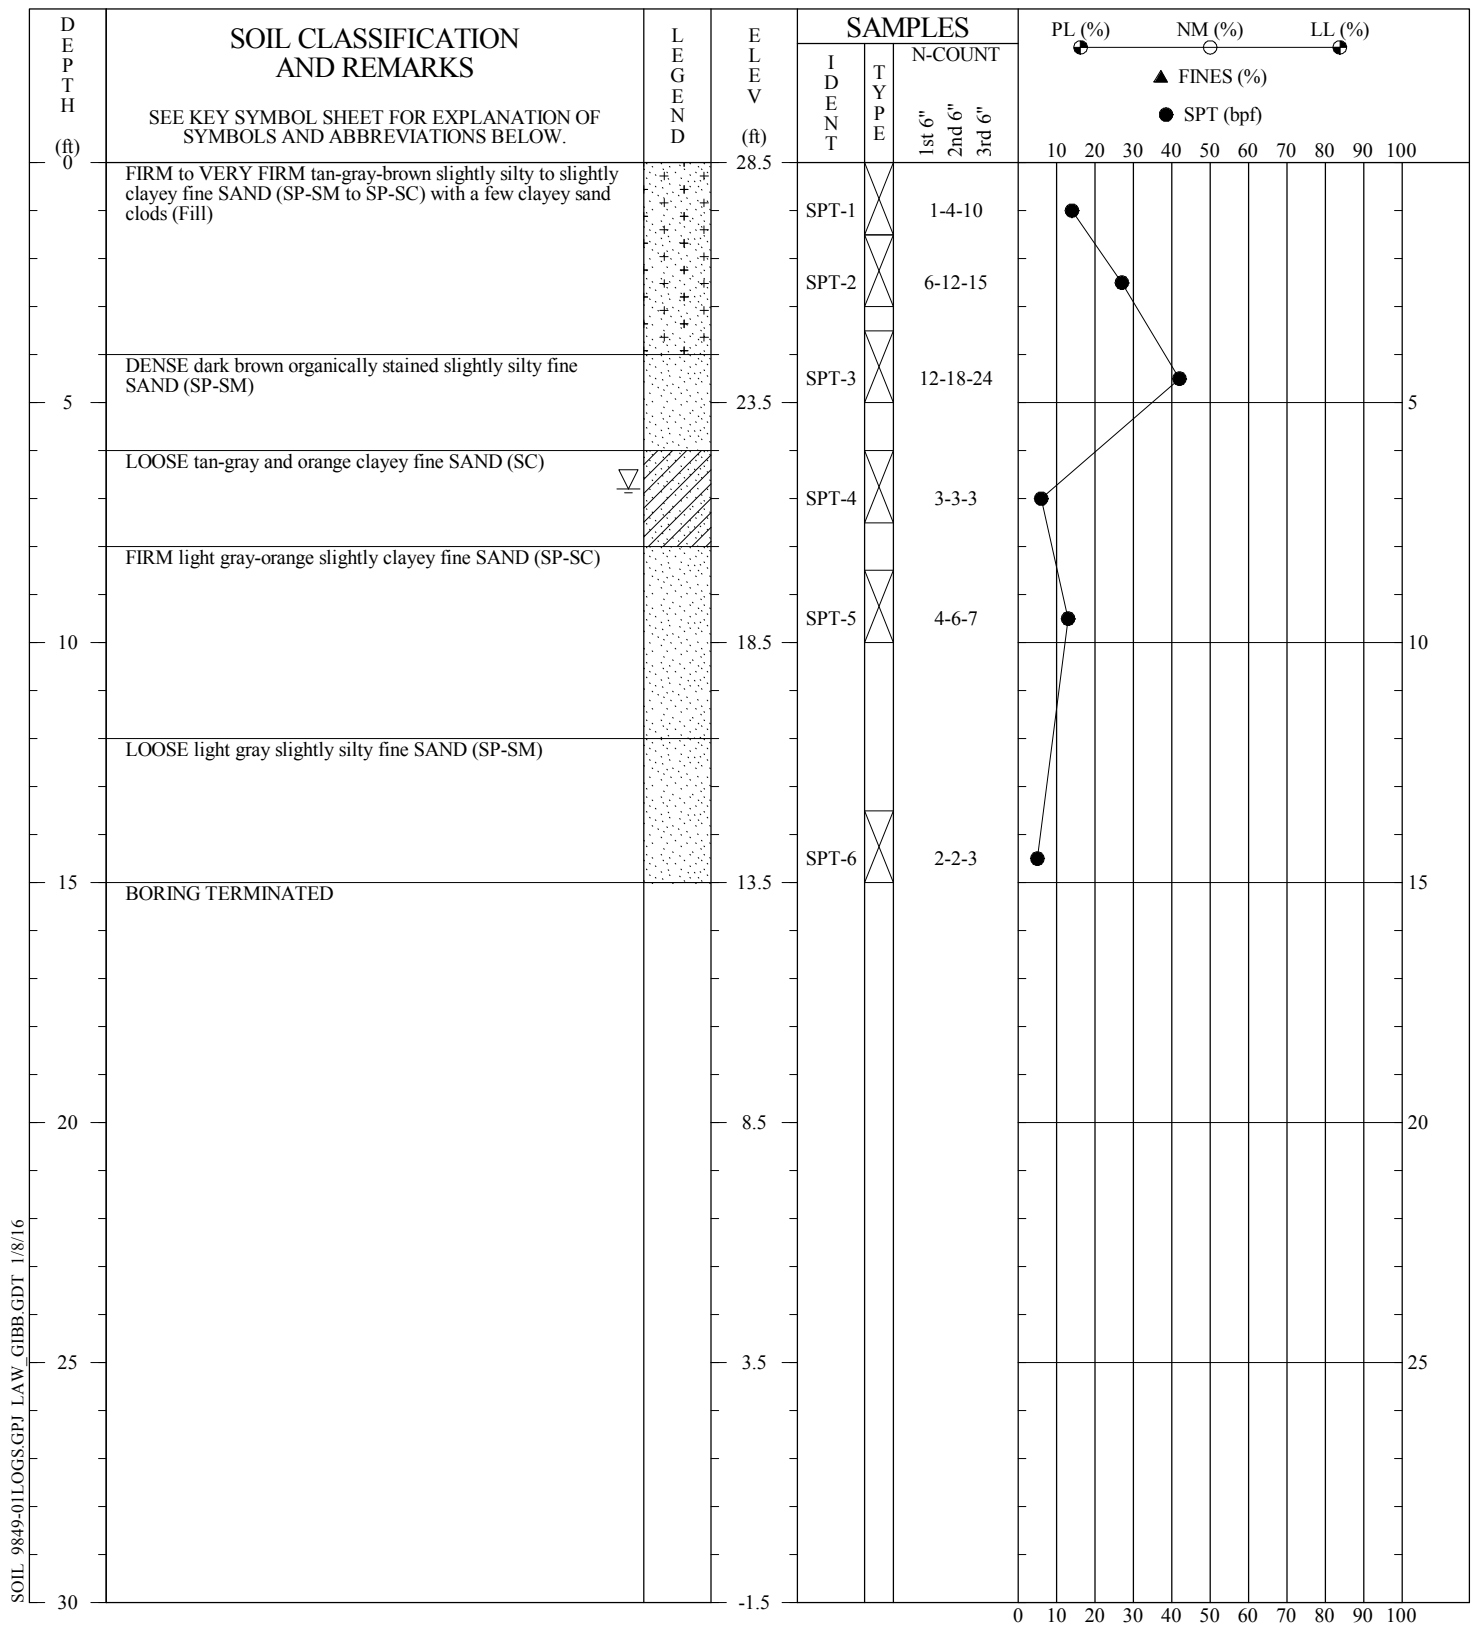 DEPTH
(ft)
SOIL CLASSIFICATION
AND REMARKS
SEE KEY SYMBOL SHEET FOR EXPLANATION OF
SYMBOLS AND ABBREVIATIONS BELOW.
LEGEND
ELEV
(ft)
SAMPLES
IDENT
TYPE
N-COUNT
1st 6"
2nd 6"
3rd 6"
PL (%)
NM (%)
LL (%)
FINES (%)
SPT (bpf)
10 20 30 40 50 60 70 80 90 100
0
28.5
FIRM to VERY FIRM tan-gray-brown slightly silty to slightly
clayey fine SAND (SP-SM to SP-SC) with a few clayey sand
clods (Fill)
SPT-1
1-4-10
SPT-2
6-12-15
DENSE dark brown organically stained slightly silty fine
SAND (SP-SM)
SPT-3
12-18-24
5
23.5
5
LOOSE tan-gray and orange clayey fine SAND (SC)
SPT-4
3-3-3
FIRM light gray-orange slightly clayey fine SAND (SP-SC)
SPT-5
4-6-7
10
18.5
10
LOOSE light gray slightly silty fine SAND (SP-SM)
SPT-6
2-2-3
15
13.5
15
BORING TERMINATED
20
8.5
20
25
3.5
25
30
-1.5
0 10 20 30 40 50 60 70 80 90 100
SOIL 9849-01LOGS.GPJ LAW_GIBB.GDT 1/8/16